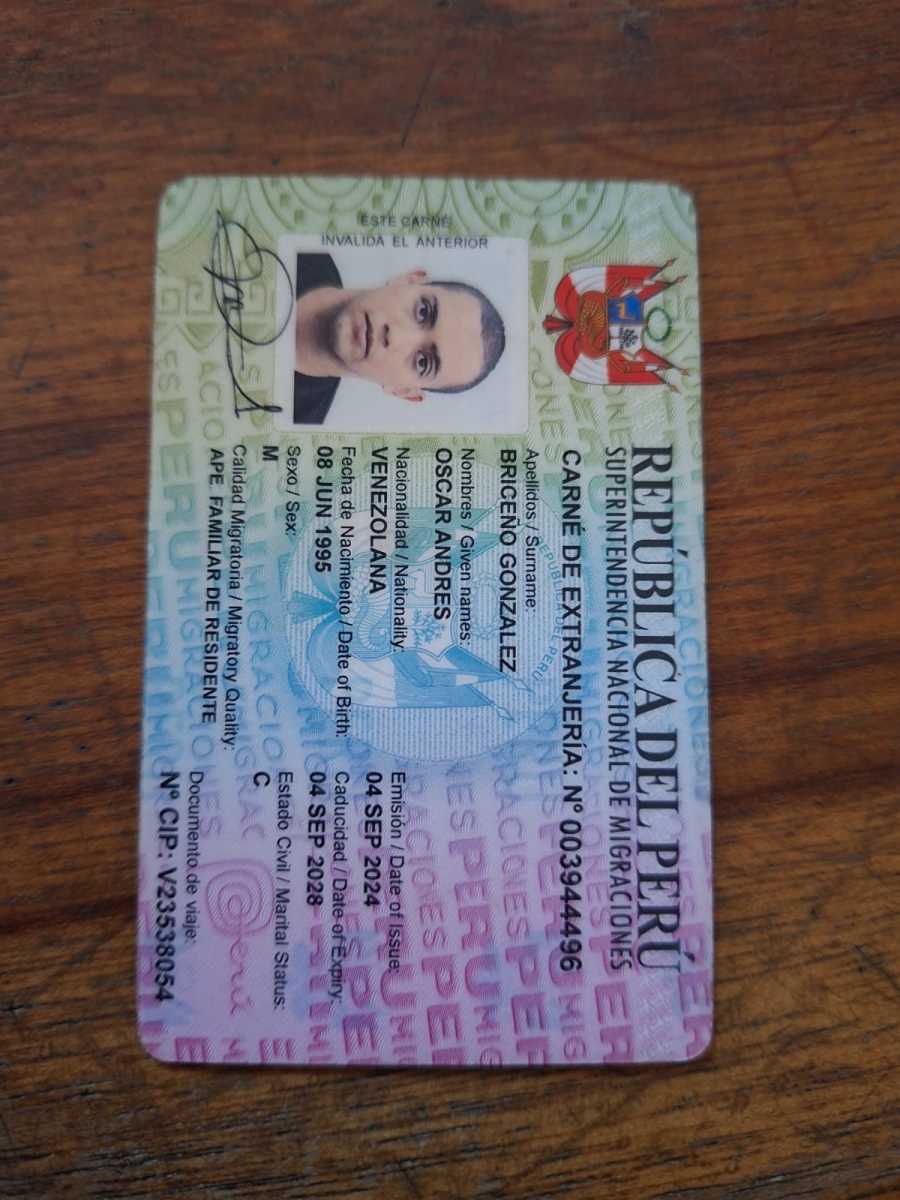 REPÚBLICA DEL PERÚ
SUPERINTENDENCIA NACIONAL DE MIGRACIONES
CARNÉ DE EXTRANJERÍA: N° 003944496
ESTE CARNÉ
INVALIDA EL ANTERIOR
Apellidos / Surname:
BRICEÑO GONZALEZ
Nombres / Given names:
OSCAR ANDRES
Nacionalidad / Nationality:
VENEZOLANA
Emisión / Date of Issue:
04 SEP 2024
Fecha de Nacimiento / Date of Birth:
08 JUN 1995
Caducidad / Date of Expiry:
04 SEP 2028
Sexo / Sex:
M
Estado Civil / Marital Status:
C
Calidad Migratoria / Migratory Quality:
APE FAMILIAR DE RESIDENTE
Documento de viaje:
N° CIP: V23538054